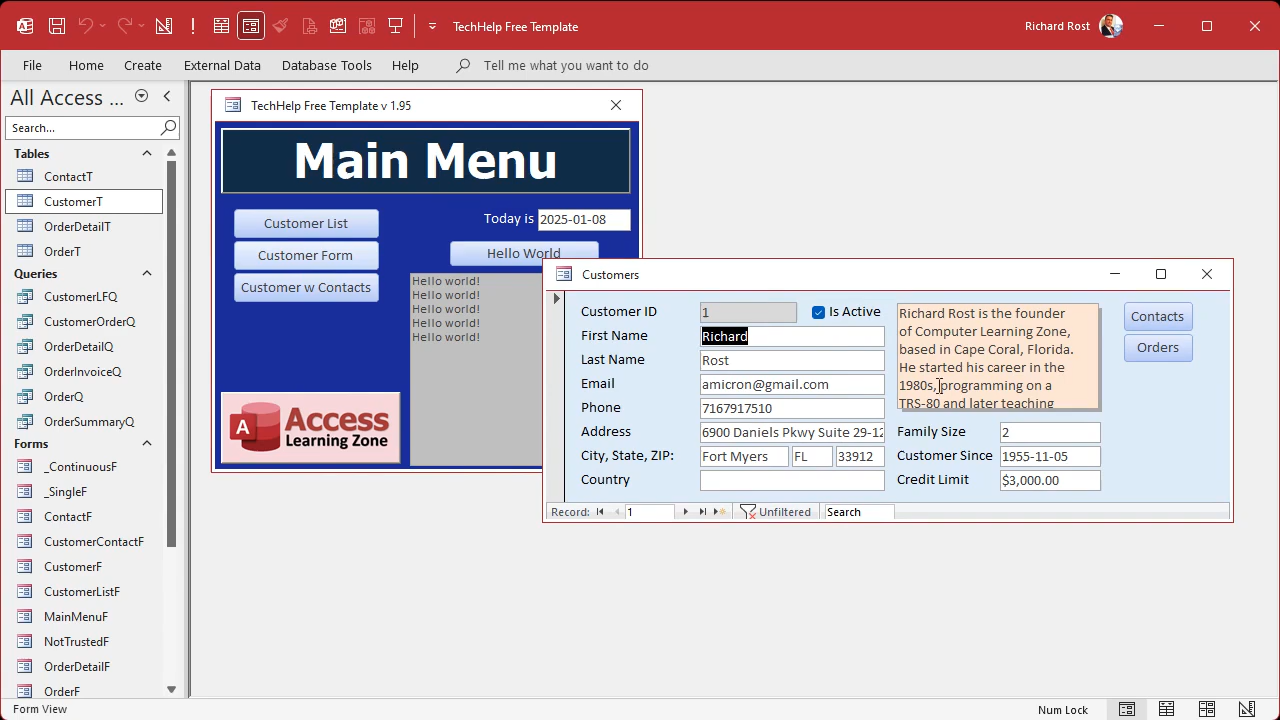 TechHelp Free Template
Richard Rost
File Home Create External Data Database Tools Help Tell me what you want to do
All Access ...
Search...
Tables
ContactT
CustomerT
OrderDetailT
OrderT
Queries
CustomerLFQ
CustomerOrderQ
OrderDetailQ
OrderInvoiceQ
OrderQ
OrderSummaryQ
Forms
_ContinuousF
_SingleF
ContactF
CustomerContactF
CustomerF
CustomerListF
MainMenuF
NotTrustedF
OrderDetailF
OrderF
TechHelp Free Template v 1.95
Main Menu
Customer List
Customer Form
Customer w Contacts
Today is 2025-01-08
Hello World
Hello world!
Hello world!
Hello world!
Hello world!
Hello world!
A Access
Learning Zone
Customers
Customer ID 1 Is Active
First Name Richard
Last Name Rost
Email amicron@gmail.com
Phone 7167917510
Address 6900 Daniels Pkwy Suite 29-12
City, State, ZIP: Fort Myers FL 33912
Country
Richard Rost is the founder
of Computer Learning Zone,
based in Cape Coral, Florida.
He started his career in the
1980s, programming on a
TRS-80 and later teaching
Family Size 2
Customer Since 1955-11-05
Credit Limit $3,000.00
Contacts
Orders
Record: 1 Unfiltered Search
Form View
Num Lock